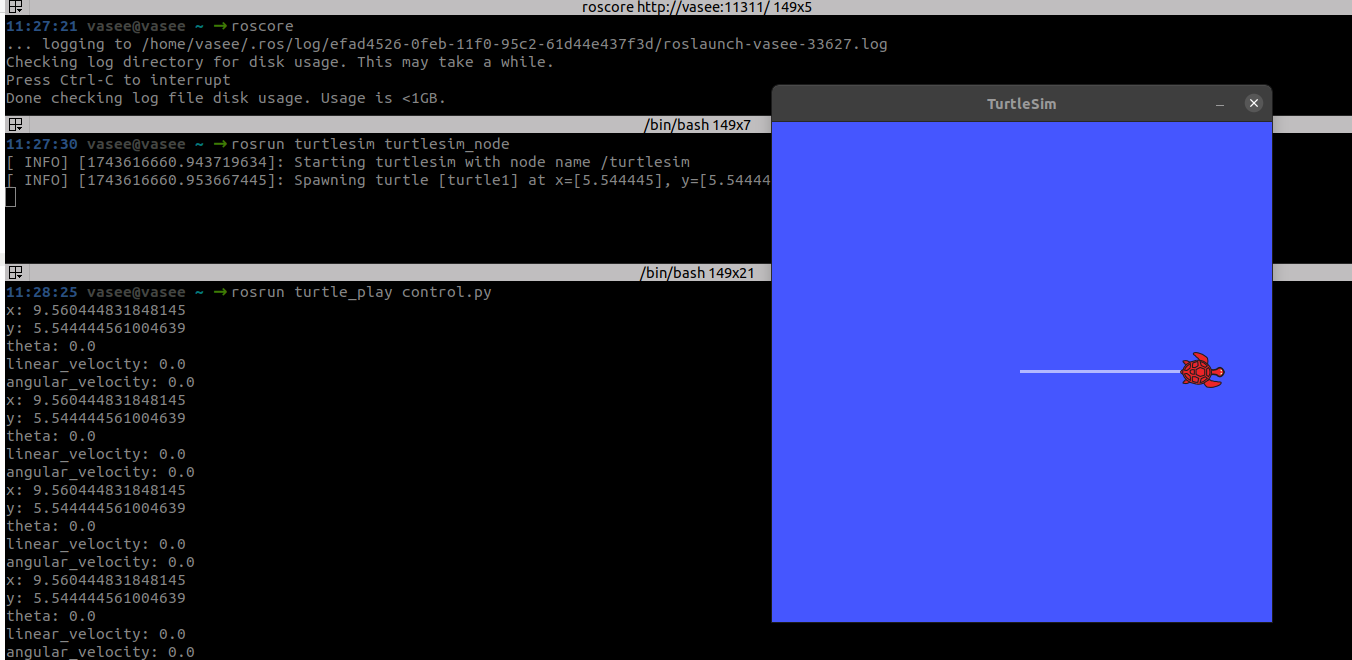 roscore http://vasee:11311/ 149x5
11:27:21 vasee@vasee ~ →roscore
... logging to /home/vasee/.ros/log/efad4526-0feb-11f0-95c2-61d44e437f3d/roslaunch-vasee-33627.log
Checking log directory for disk usage. This may take a while.
Press Ctrl-C to interrupt
Done checking log file disk usage. Usage is <1GB.
/bin/bash 149x7
11:27:30 vasee@vasee ~ →rosrun turtlesim turtlesim_node
[ INFO] [1743616660.943719634]: Starting turtlesim with node name /turtlesim
[ INFO] [1743616660.953667445]: Spawning turtle [turtle1] at x=[5.544445], y=[5.54444
TurtleSim
/bin/bash 149x21
11:28:25 vasee@vasee ~ →rosrun turtle_play control.py
x: 9.560444831848145
y: 5.544444561004639
theta: 0.0
linear_velocity: 0.0
angular_velocity: 0.0
x: 9.560444831848145
y: 5.544444561004639
theta: 0.0
linear_velocity: 0.0
angular_velocity: 0.0
x: 9.560444831848145
y: 5.544444561004639
theta: 0.0
linear_velocity: 0.0
angular_velocity: 0.0
x: 9.560444831848145
y: 5.544444561004639
theta: 0.0
linear_velocity: 0.0
angular_velocity: 0.0